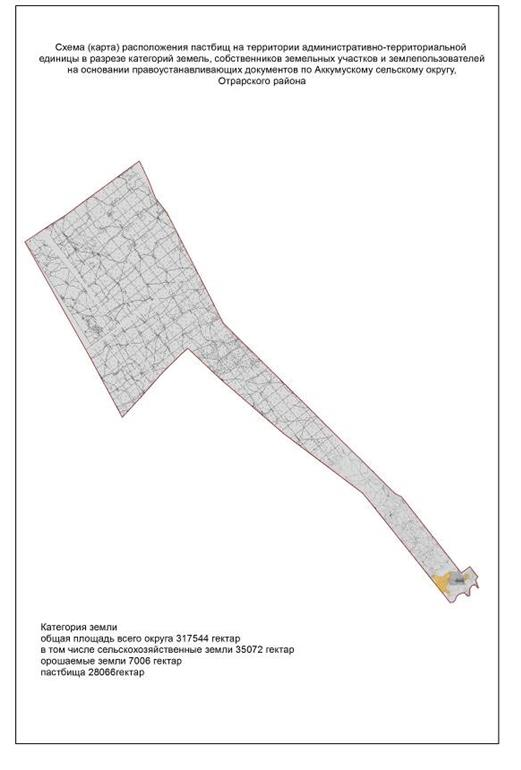 Схема (карта) расположения пастбищ на территории административно-территориальной
единицы в разрезе категорий земель, собственников земельных участков и землепользователей
на основании правоустанавливающих документов по Аккумускому сельскому округу,
Отрарского района
Категория земли
общая площадь всего округа 317544 гектар
в том числе сельскохозяйственные земли 35072 гектар
орошаемые земли 7006 гектар
пастбища 28066гектар